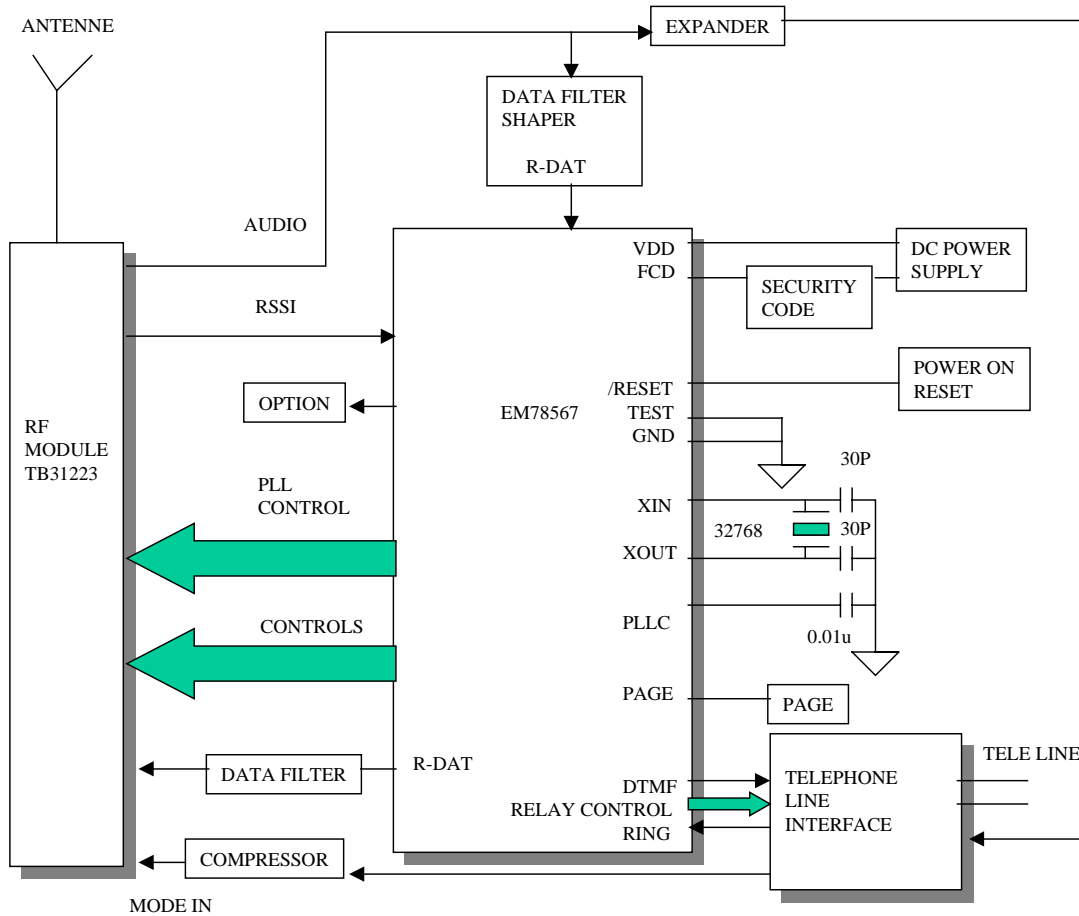 ANTENNE
EXPANDER
DATA FILTER
SHAPER
R-DAT
AUDIO
VDD
FCD
DC POWER
SUPPLY
SECURITY
CODE
RSSI
/RESET
TEST
GND
POWER ON
RESET
OPTION
EM78567
RF
MODULE
TB31223
30P
PLL
CONTROL
XIN
32768
30P
XOUT
CONTROLS
PLLC
0.01u
PAGE
PAGE
DATA FILTER
R-DAT
DTMF
RELAY CONTROL
RING
TELEPHONE
LINE
INTERFACE
TELE LINE
COMPRESSOR
MODE IN